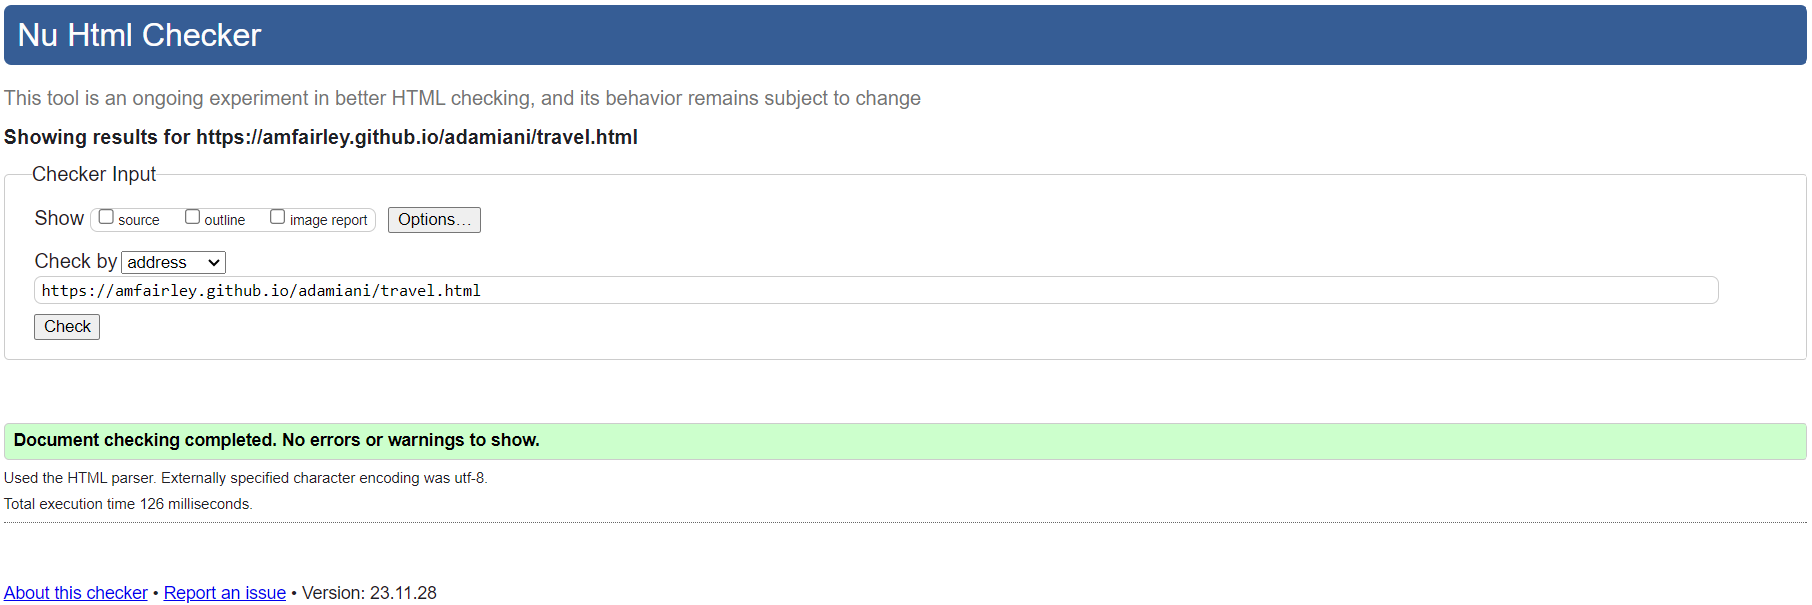 Nu Html Checker
This tool is an ongoing experiment in better HTML checking, and its behavior remains subject to change
Showing results for https://amfairley.github.io/adamiani/travel.html
Checker Input
Show source outline image report Options...
Check by address
https://amfairley.github.io/adamiani/travel.html
Check
Document checking completed. No errors or warnings to show.
Used the HTML parser. Externally specified character encoding was utf-8.
Total execution time 126 milliseconds.
About this checker • Report an issue • Version: 23.11.28